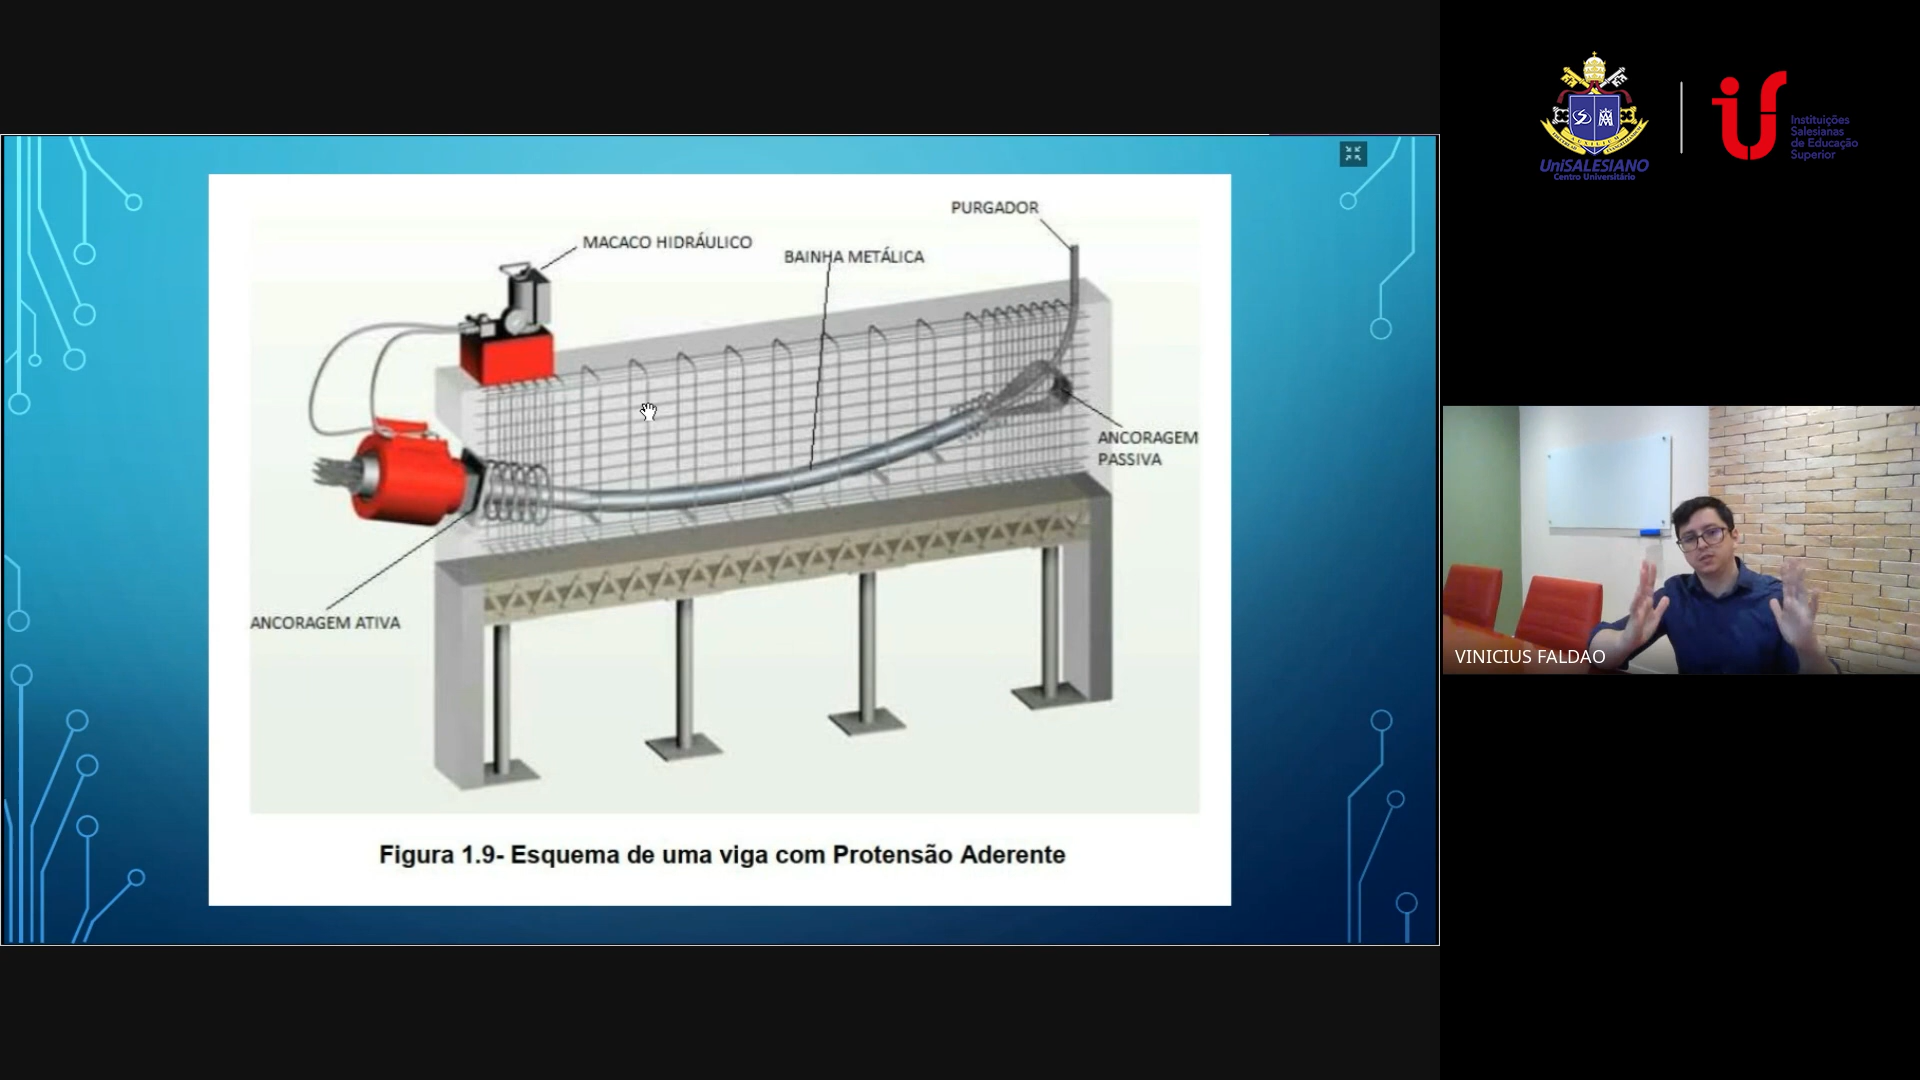 PURGADOR
MACACO HIDRÁULICO
BAINHA METÁLICA
ANCORAGEM
PASSIVA
ANCORAGEM ATIVA
Figura 1.9- Esquema de uma viga com Protensão Aderente
UniSALESIANO
Centro Universitário
Instituições
Salesianas
de Educação
Superior
VINICIUS FALDAO